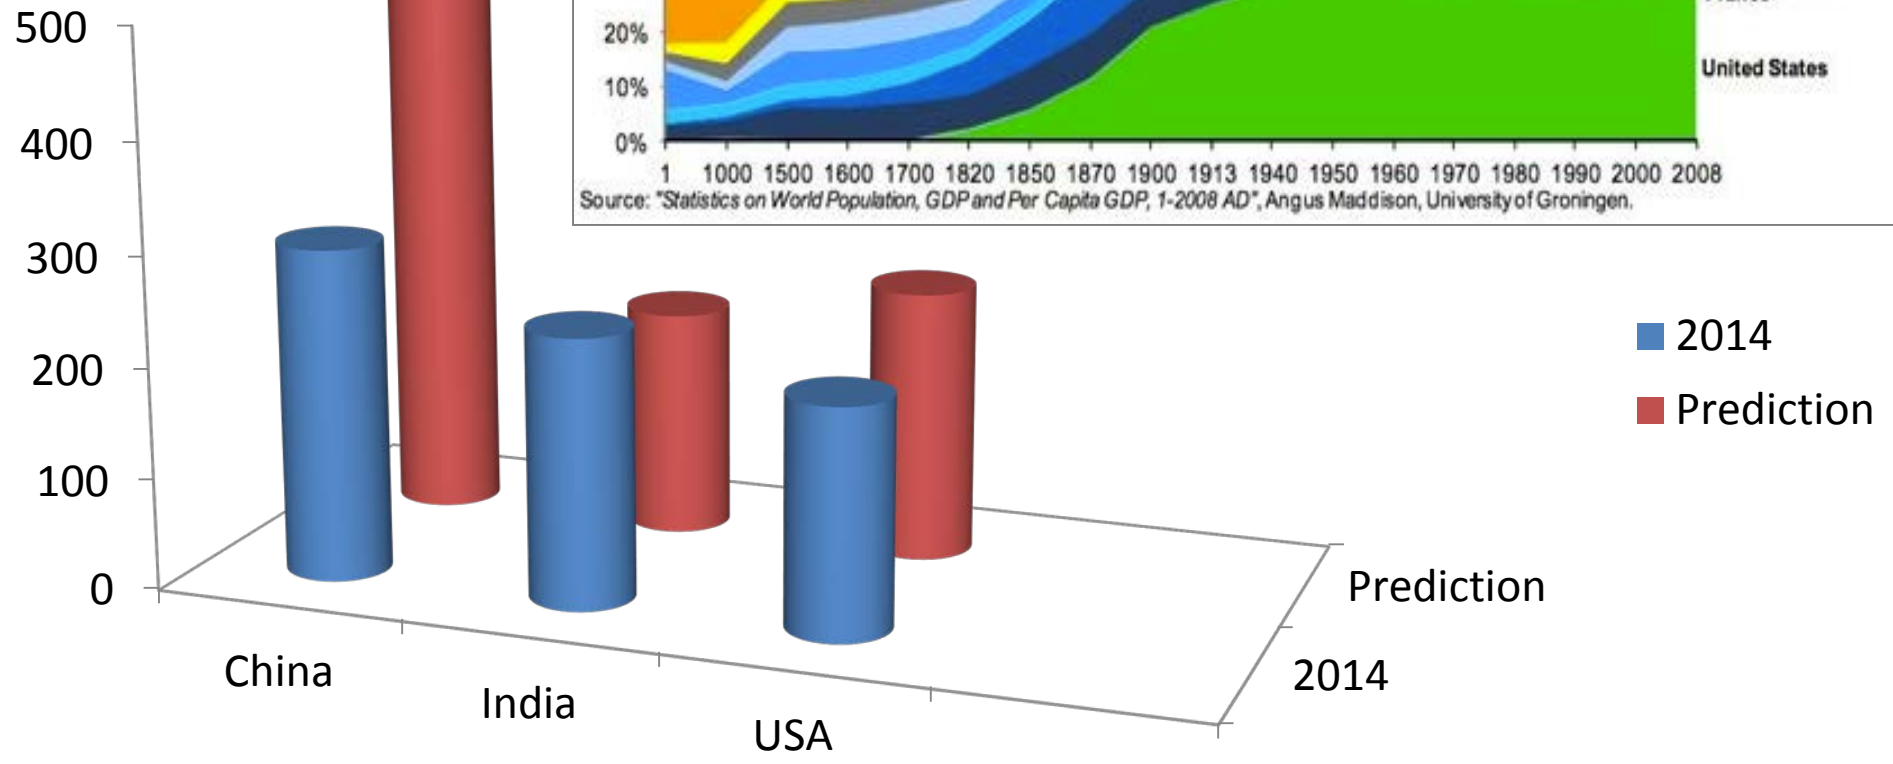 500
400
300
200
100
0
China
India
USA
Prediction
2014
2014
Prediction
20%
10%
0%
United States
1 1000 1500 1600 1700 1820 1850 1870 1900 1913 1940 1950 1960 1970 1980 1990 2000 2008
Source: "Statistics on World Population, GDP and Per Capita GDP, 1-2008 AD", Angus Maddison, University of Groningen.